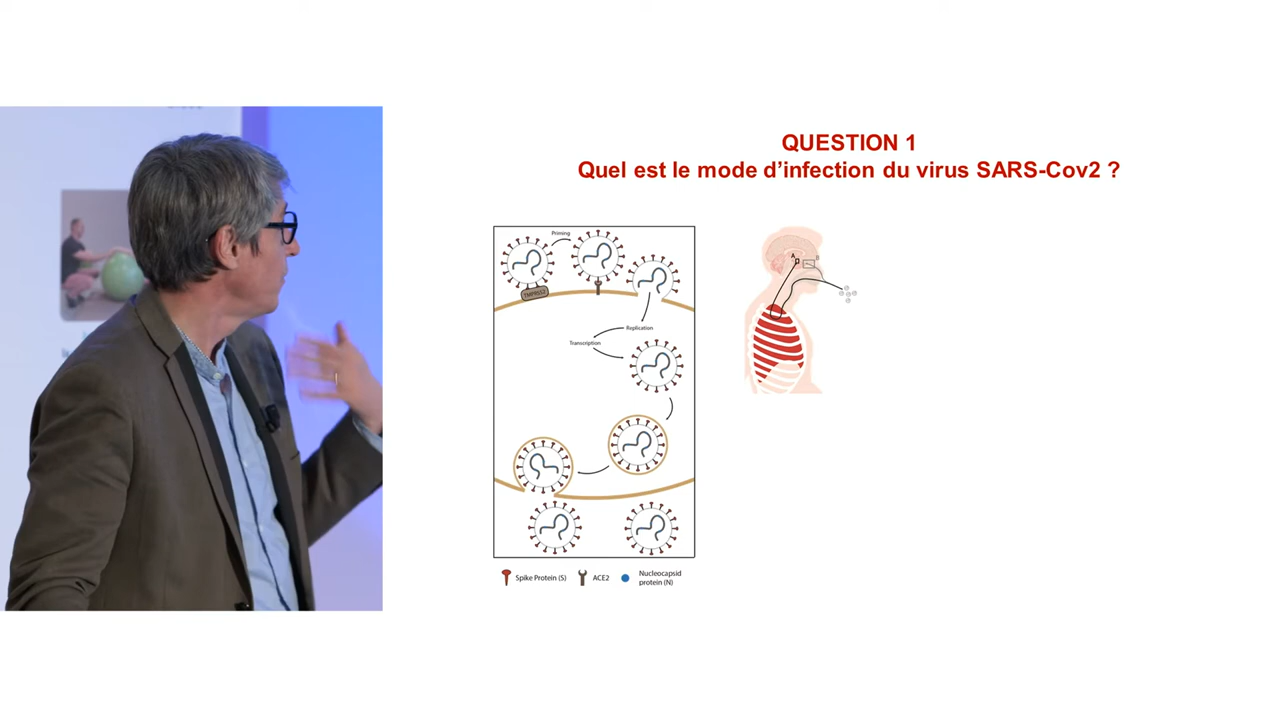 QUESTION 1
Quel est le mode d’infection du virus SARS-Cov2 ?
Priming
TMPRSS2
Replication
Transcription
A
B
Spike Protein (S)
ACE2
Nucleocapsid
protein (N)